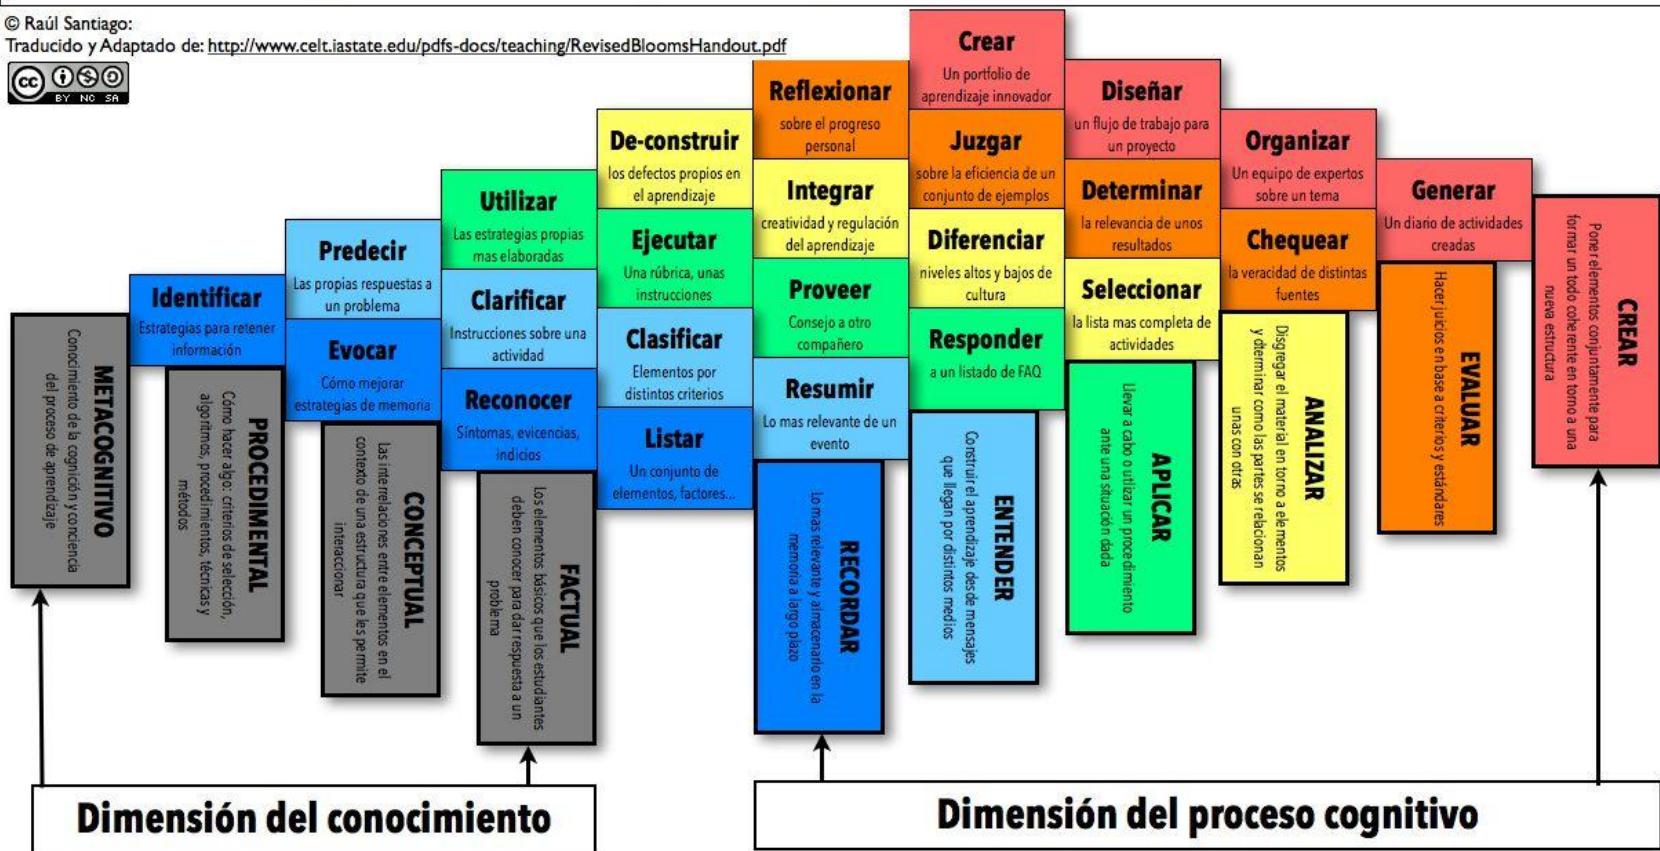 © Raúl Santiago:
Traducido y Adaptado de: http://www.celt.iastate.edu/pdfs-docs/teaching/RevisedBloomsHandout.pdf
cc
BY NC SA
Crear
Un portfolio de
aprendizaje innovador
Reflexionar
sobre el progreso
personal
Diseñar
un flujo de trabajo para
un proyecto
De-construir
los defectos propios en
el aprendizaje
Juzgar
sobre la eficiencia de un
conjunto de ejemplos
Organizar
Un equipo de expertos
sobre un tema
Utilizar
Las estrategias propias
mas elaboradas
Integrar
creatividad y regulación
del aprendizaje
Determinar
la relevancia de unos
resultados
Generar
Un diario de actividades
creadas
Predecir
Las propias respuestas a
un problema
Ejecutar
Una rúbrica, unas
instrucciones
Diferenciar
niveles altos y bajos de
cultura
Chequear
la veracidad de distintas
fuentes
Identificar
Estrategias para retener
información
Clarificar
Instrucciones sobre una
actividad
Proveer
Consejo a otro
compañero
Seleccionar
la lista mas completa de
actividades
Evocar
Cómo mejorar
estrategias de memoria
Clasificar
Elementos por
distintos criterios
Responder
a un listado de FAQ
Reconocer
Síntomas, evicencias,
indicios
Resumir
Lo mas relevante de un
evento
Listar
Un conjunto de
elementos, factores...
METACOGNITIVO
Conocimiento de la cognición y conciencia
del proceso de aprendizaje
PROCEDIMENTAL
Cómo hacer algo: criterios de selección,
algoritmos, procedimientos, técnicas y
métodos
CONCEPTUAL
Las interrelaciones entre elementos en el
contexto de una estructura que les permite
interaccionar
FACTUAL
Los elementos básicos que los estudiantes
deben conocer para dar respuesta a un
problema
RECORDAR
Lo mas relevante y almacenarlo en la
memoria a largo plazo
ENTENDER
Construir el aprendizaje desde mensajes
que llegan por distintos medios
APLICAR
Llevar a cabo o utlizar un procedimiento
ante una situación dada
ANALIZAR
Disgregar el material en torno a elementos
y dterminar como las partes se relacionan
unas con otras
EVALUAR
Hacer juicios en base a criterios y estándares
CREAR
Poner elementos conjuntamente para
formar un todo coherente en torno a una
nueva estructura
Dimensión del conocimiento
Dimensión del proceso cognitivo